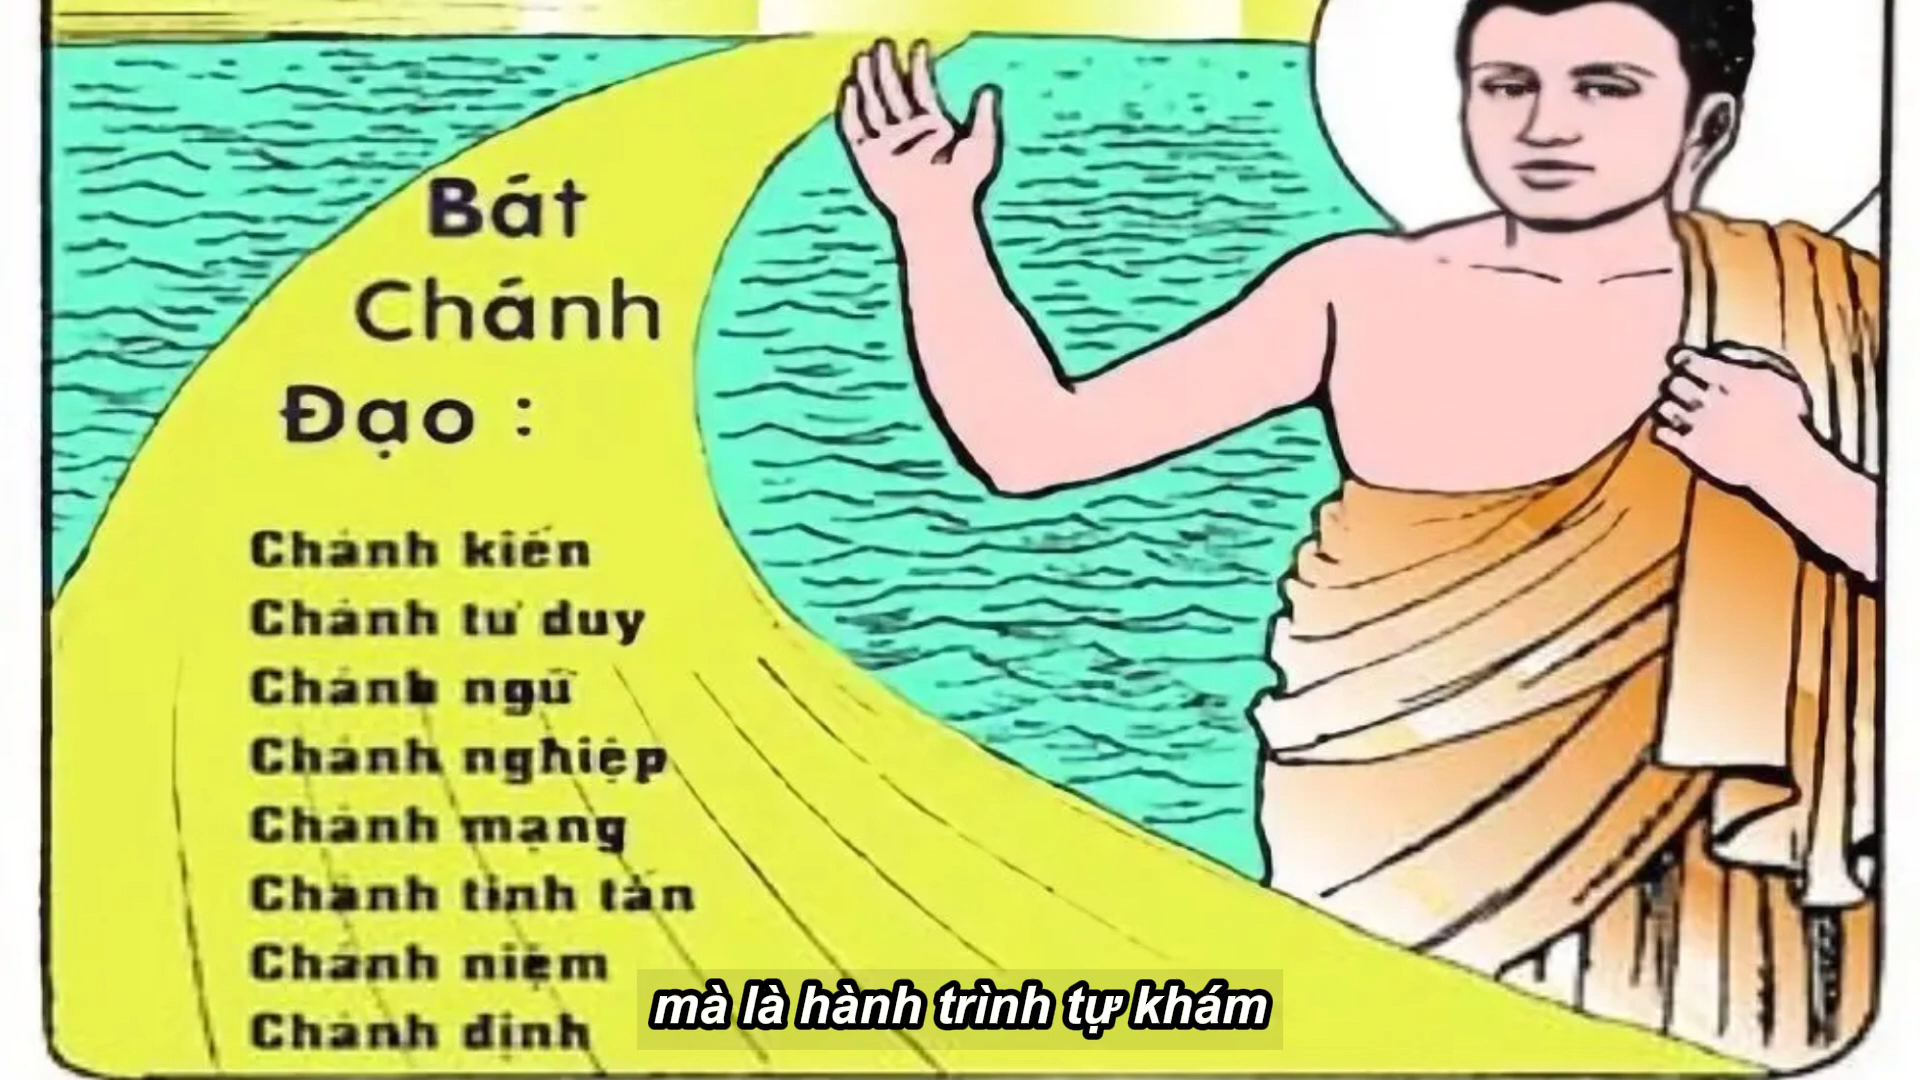 Bát
Chánh
Đạo :
Chánh kiến
Chánh tư duy
Chánh ngữ
Chánh nghiệp
Chánh mạng
Chánh tinh tấn
Chánh niệm
Chánh định
mà là hành trình tự khám